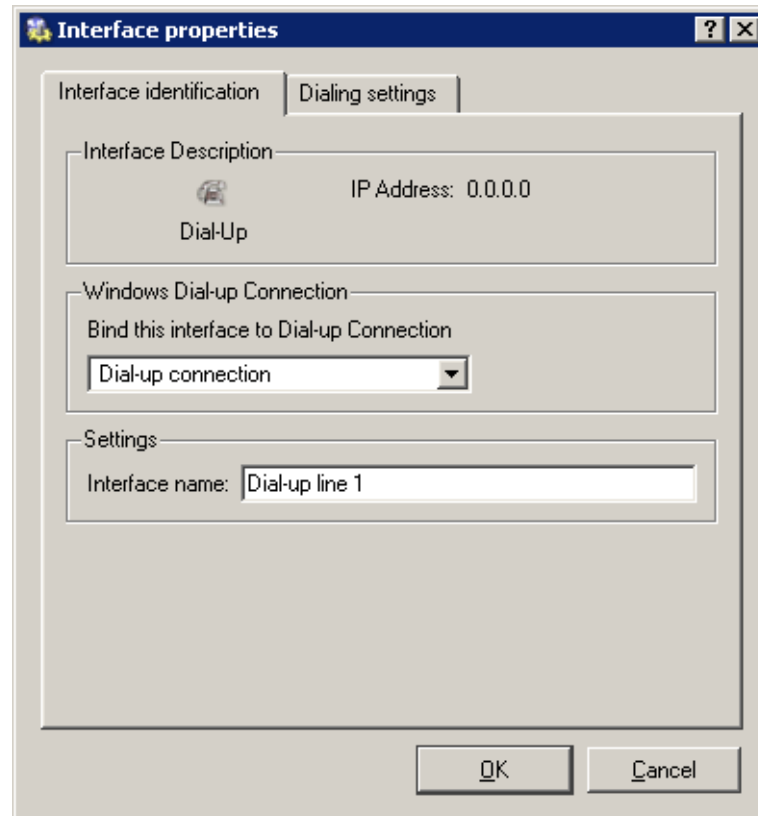 Interface properties
Interface identification Dialing settings
Interface Description
IP Address: 0.0.0.0
Dial-Up
Windows Dial-up Connection
Bind this interface to Dial-up Connection
Dial-up connection
Settings
Interface name: Dial-up line 1
OK Cancel